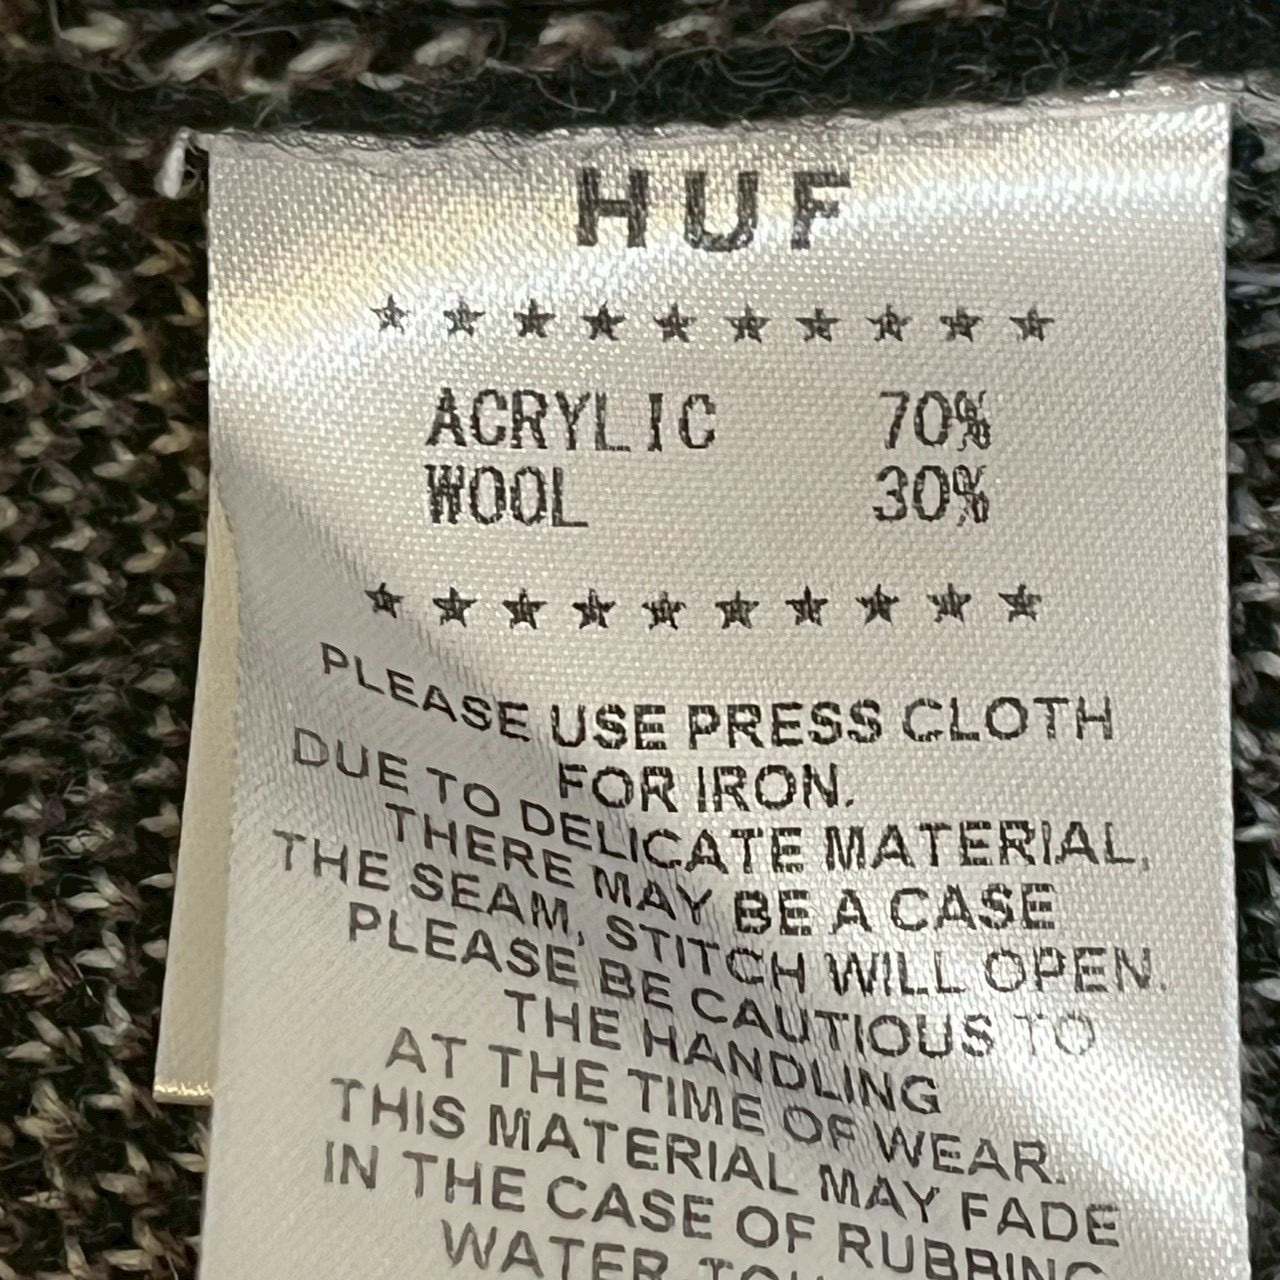 HUF
★ ★ ★ ★ ★ ★ ★ ★ ★ ★
ACRYLIC 70%
WOOL 30%
★ ★ ★ ★ ★ ★ ★ ★ ★ ★
PLEASE USE PRESS CLOTH
FOR IRON.
DUE TO DELICATE MATERIAL,
THERE MAY BE A CASE
THE SEAM, STITCH WILL OPEN.
PLEASE BE CAUTIOUS TO
THE HANDLING
AT THE TIME OF WEAR.
THIS MATERIAL MAY FADE
IN THE CASE OF RUBBING
WATER